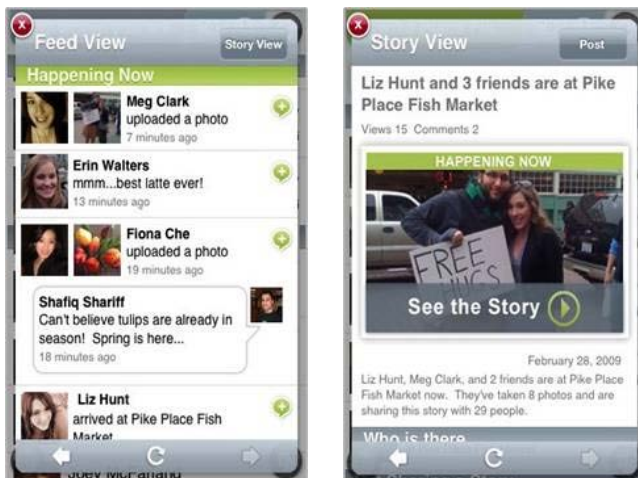 Feed View
Story View
Happening Now
Meg Clark
uploaded a photo
7 minutes ago
Erin Walters
mmm...best latte ever!
13 minutes ago
Fiona Che
uploaded a photo
19 minutes ago
Shafiq Shariff
Can't believe tulips are already in
season! Spring is here...
18 minutes ago
Liz Hunt
arrived at Pike Place Fish
Market
Joey McFarland
Story View
Post
Liz Hunt and 3 friends are at Pike
Place Fish Market
Views 15 Comments 2
HAPPENING NOW
FREE
HUGS
See the Story
February 28, 2009
Liz Hunt, Meg Clark, and 2 friends are at Pike Place
Fish Market now. They've taken 8 photos and are
sharing this story with 29 people.
Who is there